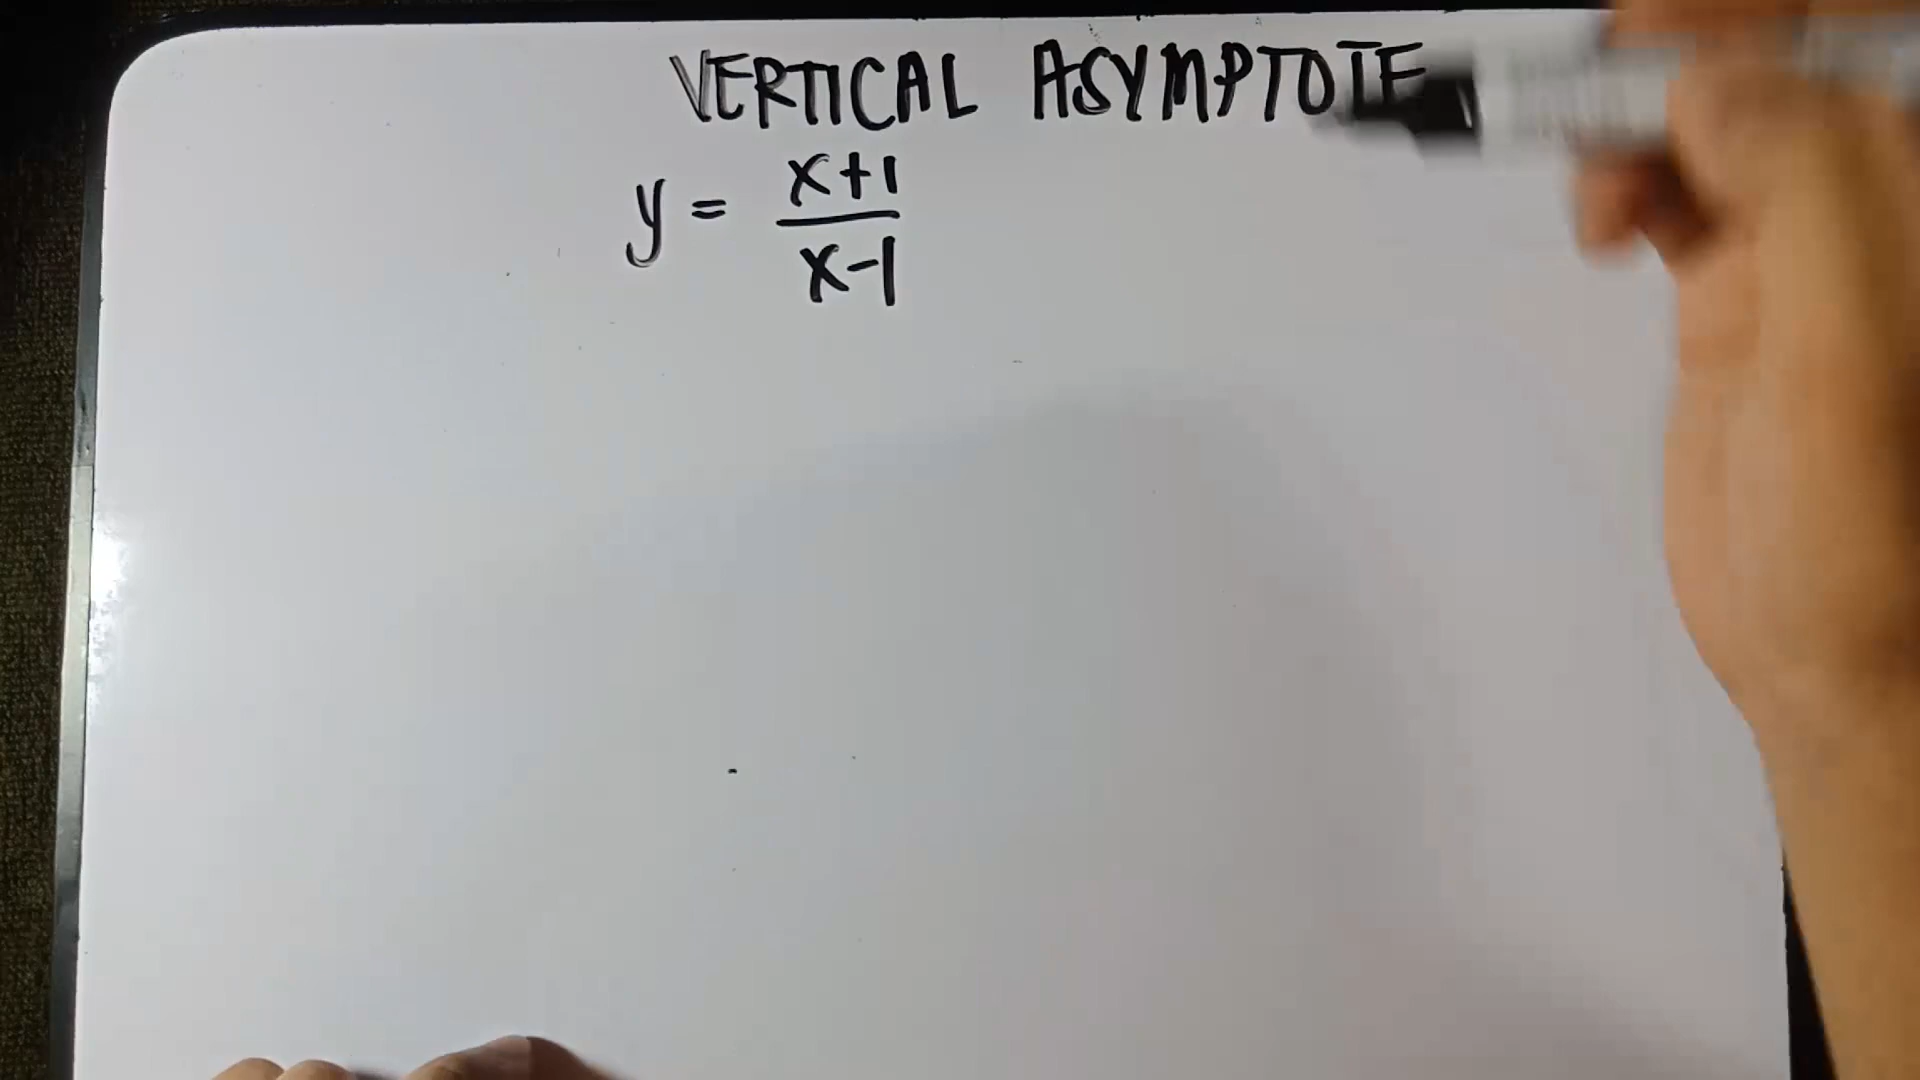 VERTICAL ASYMPTOTE
y = x+1
x-1